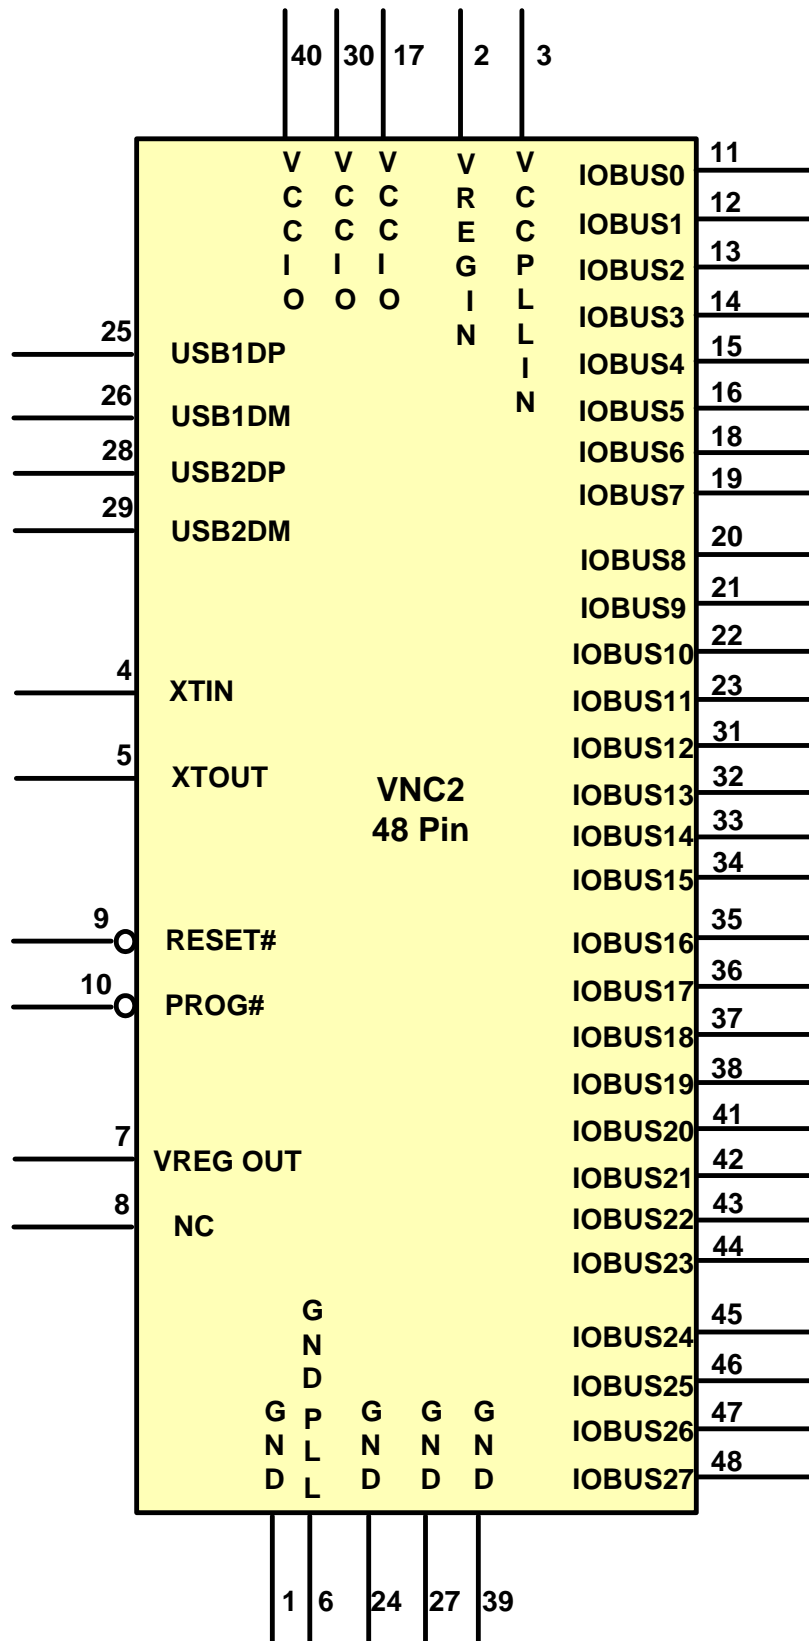 40 30 17 2 3
VCCIO
VCCIO
VCCIO
VREGIN
VCCPLLIN
25
USB1DP
26
USB1DM
28
USB2DP
29
USB2DM
4
XTIN
5
XTOUT
9
RESET#
10
PROG#
7
VREG OUT
8
NC
VNC2
48 Pin
IOBUS0 11
IOBUS1 12
IOBUS2 13
IOBUS3 14
IOBUS4 15
IOBUS5 16
IOBUS6 18
IOBUS7 19
IOBUS8 20
IOBUS9 21
IOBUS10 22
IOBUS11 23
IOBUS12 31
IOBUS13 32
IOBUS14 33
IOBUS15 34
IOBUS16 35
IOBUS17 36
IOBUS18 37
IOBUS19 38
IOBUS20 41
IOBUS21 42
IOBUS22 43
IOBUS23 44
IOBUS24 45
IOBUS25 46
IOBUS26 47
IOBUS27 48
GND
GND PLL
GND
GND
GND
1 6 24 27 39